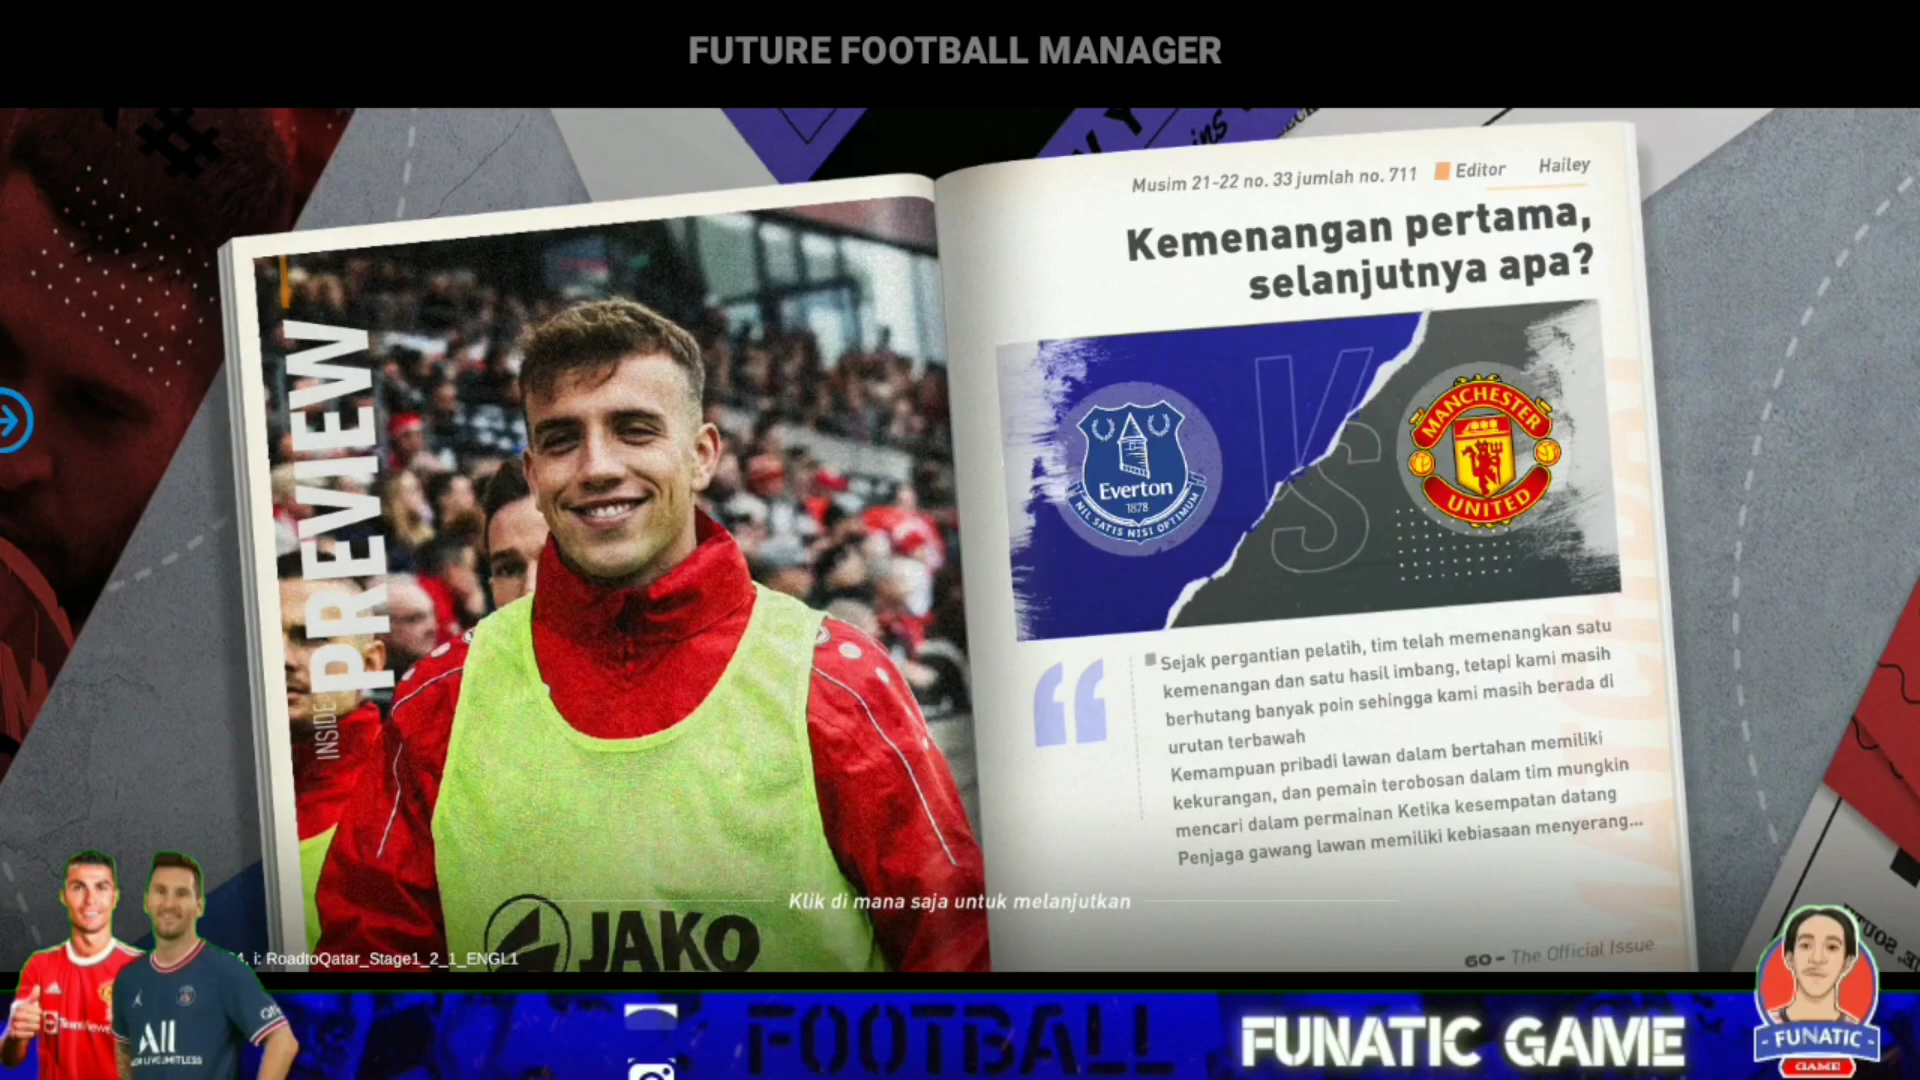 FUTURE FOOTBALL MANAGER
Musim 21-22 no. 33 jumlah no. 711 Editor Hailey
Kemenangan pertama,
selanjutnya apa?
INSIDE PREVIEW
VS
Everton
1878
NIL SATIS NISI OPTIMUM
MANCHESTER
UNITED
Sejak pergantian pelatih, tim telah memenangkan satu
kemenangan dan satu hasil imbang, tetapi kami masih
berhutang banyak poin sehingga kami masih berada di
urutan terbawah
Kemampuan pribadi lawan dalam bertahan memiliki
kekurangan, dan pemain terobosan dalam tim mungkin
mencari dalam permainan Ketika kesempatan datang
Penjaga gawang lawan memiliki kebiasaan menyerang...
Klik di mana saja untuk melanjutkan
JAKO
i: RoadtoQatar_Stage1_2_1_ENGL1
60 - The Official Issue
All
FOOTBALL
FUNATIC GAME
- FUNATIC -
GAME